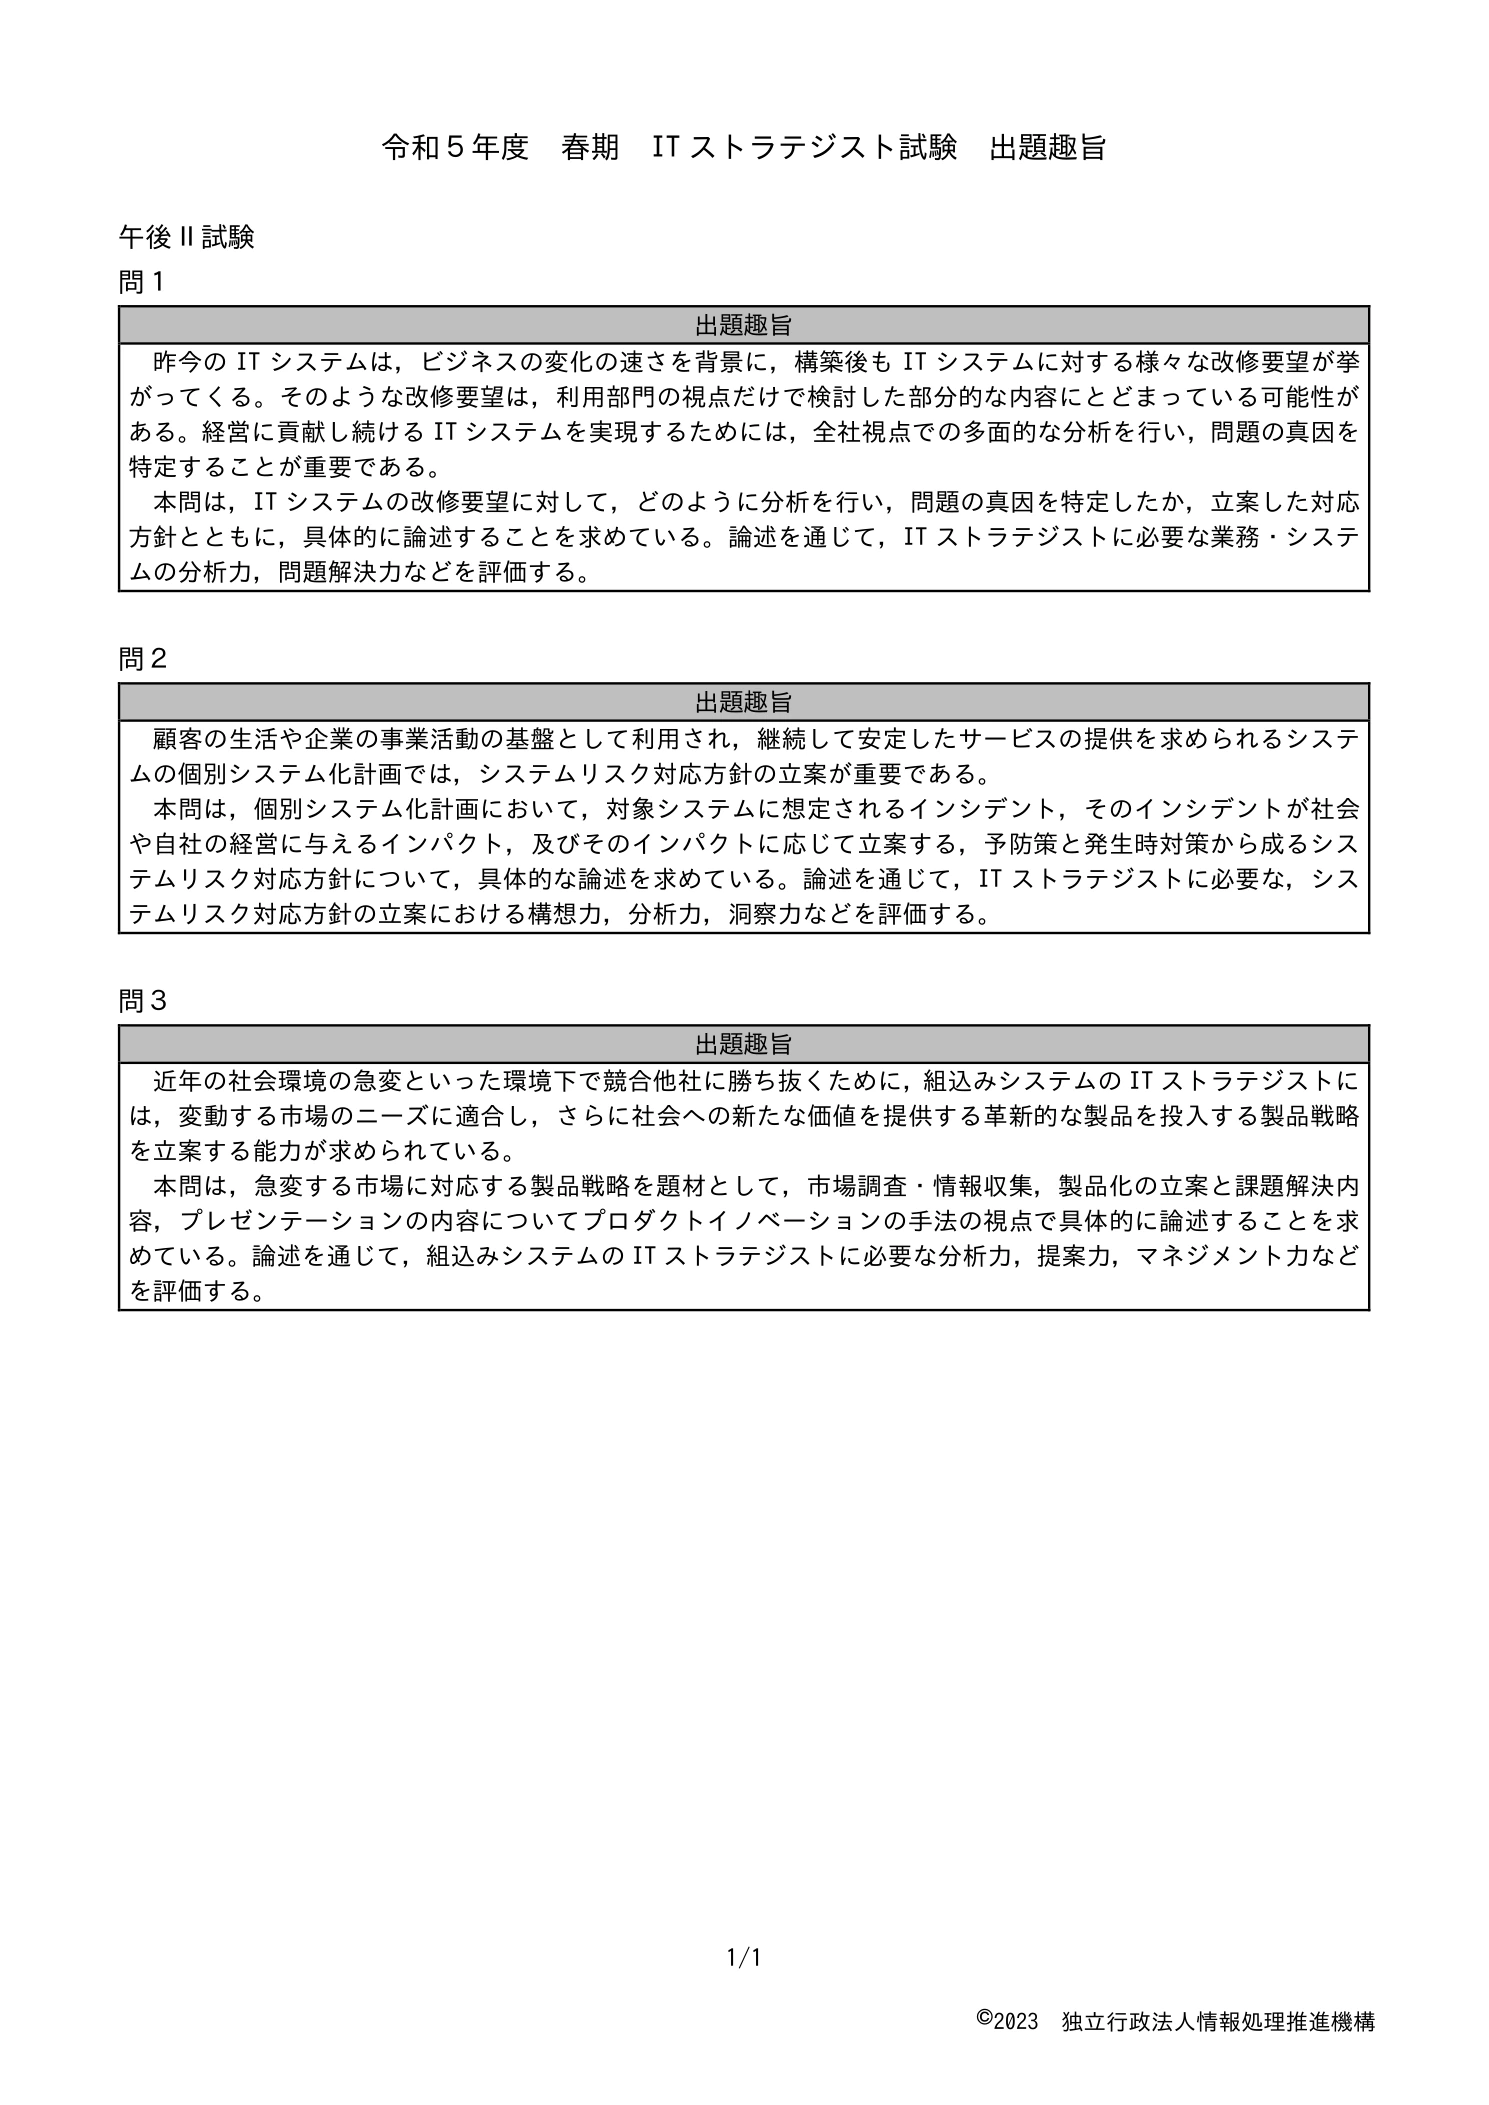 令和５年度　春期　IT ストラテジスト試験　出題趣旨
午後Ⅱ試験
問１
出題趣旨
　昨今の IT システムは，ビジネスの変化の速さを背景に，構築後も IT システムに対する様々な改修要望が挙
がってくる。そのような改修要望は，利用部門の視点だけで検討した部分的な内容にとどまっている可能性が
ある。経営に貢献し続ける IT システムを実現するためには，全社視点での多面的な分析を行い，問題の真因を
特定することが重要である。
　本問は，IT システムの改修要望に対して，どのように分析を行い，問題の真因を特定したか，立案した対応
方針とともに，具体的に論述することを求めている。論述を通じて，IT ストラテジストに必要な業務・システ
ムの分析力，問題解決力などを評価する。
問２
出題趣旨
　顧客の生活や企業の事業活動の基盤として利用され，継続して安定したサービスの提供を求められるシステ
ムの個別システム化計画では，システムリスク対応方針の立案が重要である。
　本問は，個別システム化計画において，対象システムに想定されるインシデント，そのインシデントが社会
や自社の経営に与えるインパクト，及びそのインパクトに応じて立案する，予防策と発生時対策から成るシス
テムリスク対応方針について，具体的な論述を求めている。論述を通じて，IT ストラテジストに必要な，シス
テムリスク対応方針の立案における構想力，分析力，洞察力などを評価する。
問３
出題趣旨
　近年の社会環境の急変といった環境下で競合他社に勝ち抜くために，組込みシステムの IT ストラテジストに
は，変動する市場のニーズに適合し，さらに社会への新たな価値を提供する革新的な製品を投入する製品戦略
を立案する能力が求められている。
　本問は，急変する市場に対応する製品戦略を題材として，市場調査・情報収集，製品化の立案と課題解決内
容，プレゼンテーションの内容についてプロダクトイノベーションの手法の視点で具体的に論述することを求
めている。論述を通じて，組込みシステムの IT ストラテジストに必要な分析力，提案力，マネジメント力など
を評価する。
1/1
©2023　独立行政法人情報処理推進機構